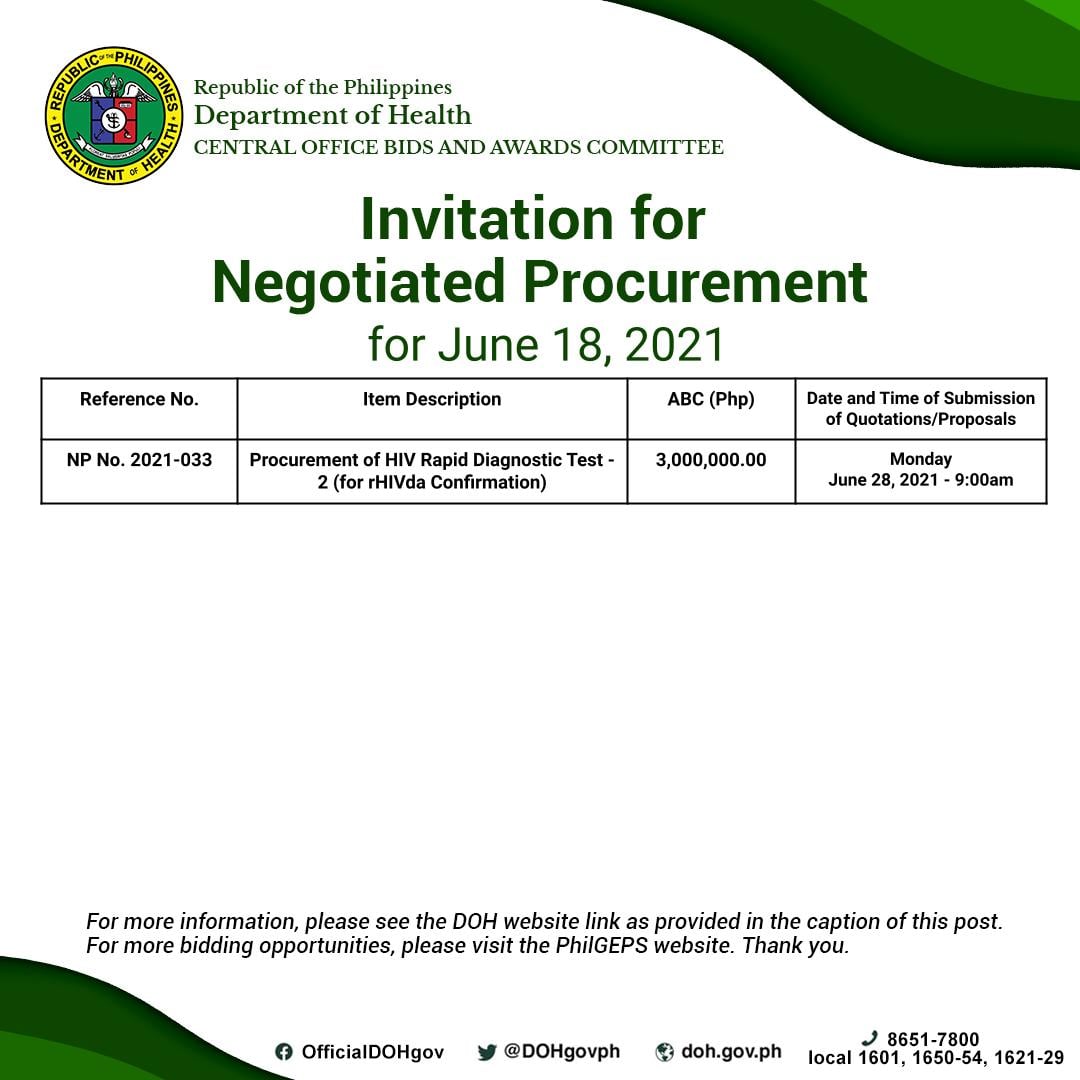 REPUBLIC OF THE PHILIPPINES
DEPARTMENT OF HEALTH
Republic of the Philippines
Department of Health
CENTRAL OFFICE BIDS AND AWARDS COMMITTEE
Invitation for
Negotiated Procurement
for June 18, 2021
Reference No.
Item Description
ABC (Php)
Date and Time of Submission
of Quotations/Proposals
NP No. 2021-033
Procurement of HIV Rapid Diagnostic Test -
2 (for rHIVda Confirmation)
3,000,000.00
Monday
June 28, 2021 - 9:00am
For more information, please see the DOH website link as provided in the caption of this post.
For more bidding opportunities, please visit the PhilGEPS website. Thank you.
OfficialDOHgov
@DOHgovph
doh.gov.ph
8651-7800
local 1601, 1650-54, 1621-29